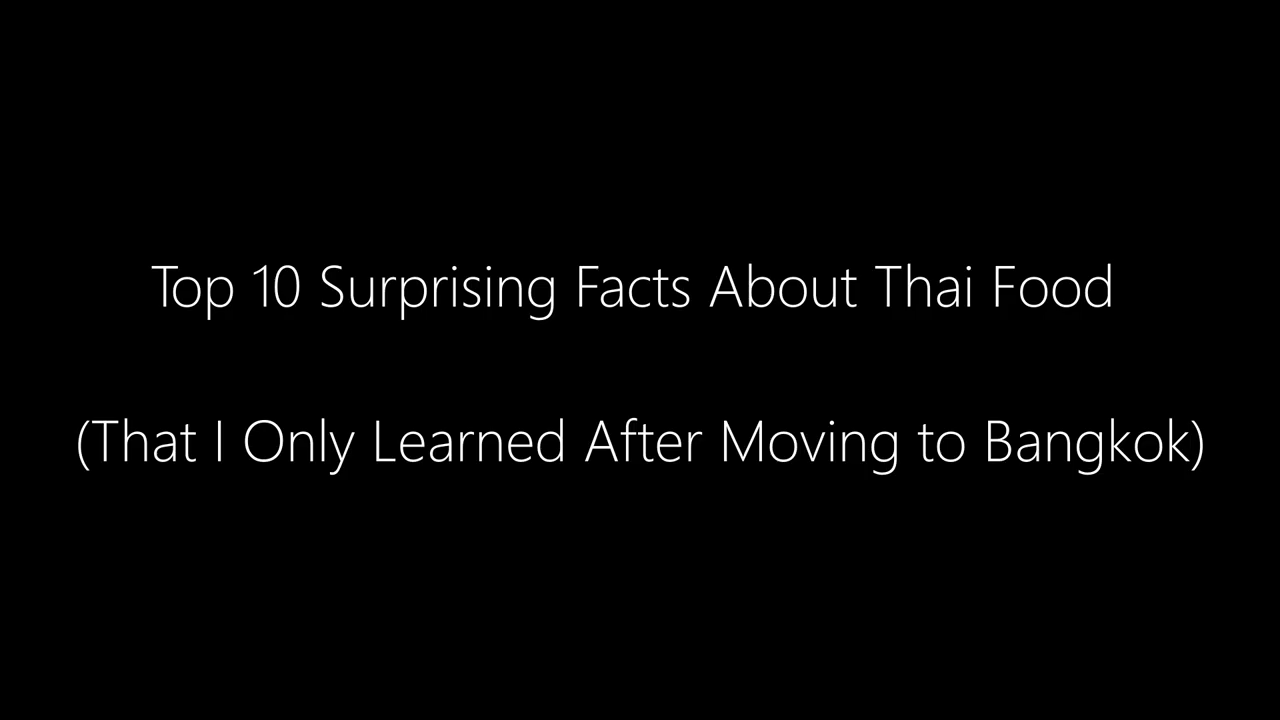 Top 10 Surprising Facts About Thai Food
(That I Only Learned After Moving to Bangkok)